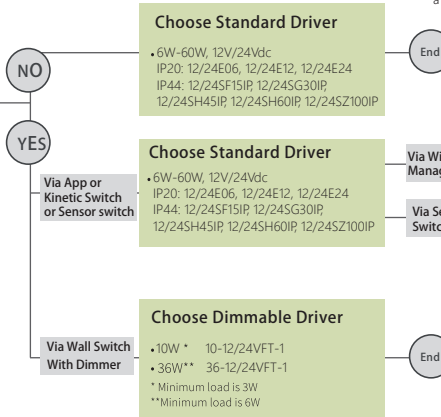 Choose Standard Driver
• 6W-60W, 12V/24Vdc
IP20: 12/24E06, 12/24E12, 12/24E24
IP44: 12/24SF15IP, 12/24SG30IP,
12/24SH45IP, 12/24SH60IP, 12/24SZ100IP
End
NO
YES
Via App or
Kinetic Switch
or Sensor switch
Choose Standard Driver
• 6W-60W, 12V/24Vdc
IP20: 12/24E06, 12/24E12, 12/24E24
IP44: 12/24SF15IP, 12/24SG30IP,
12/24SH45IP, 12/24SH60IP, 12/24SZ100IP
Via
Via
Via Wall Switch
With Dimmer
Choose Dimmable Driver
• 10W * 10-12/24VFT-1
• 36W** 36-12/24VFT-1
* Minimum load is 3W
**Minimum load is 6W
End